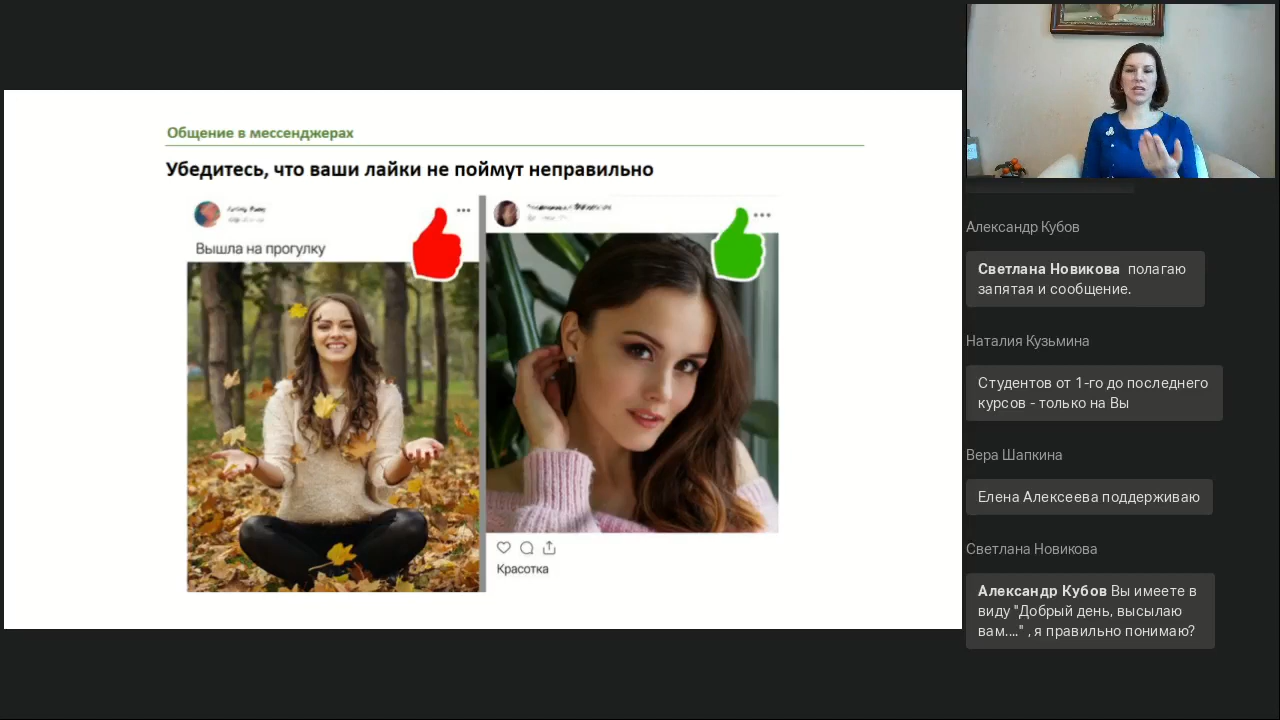 Общение в мессенджерах
Убедитесь, что ваши лайки не поймут неправильно
Вышла на прогулку
Красотка
Александр Кубов
Светлана Новикова полагаю
запятая и сообщение.
Наталия Кузьмина
Студентов от 1-го до последнего
курсов - только на Вы
Вера Шапкина
Елена Алексеева поддерживаю
Светлана Новикова
Александр Кубов Вы имеете в
виду "Добрый день, высылаю
вам...." , я правильно понимаю?